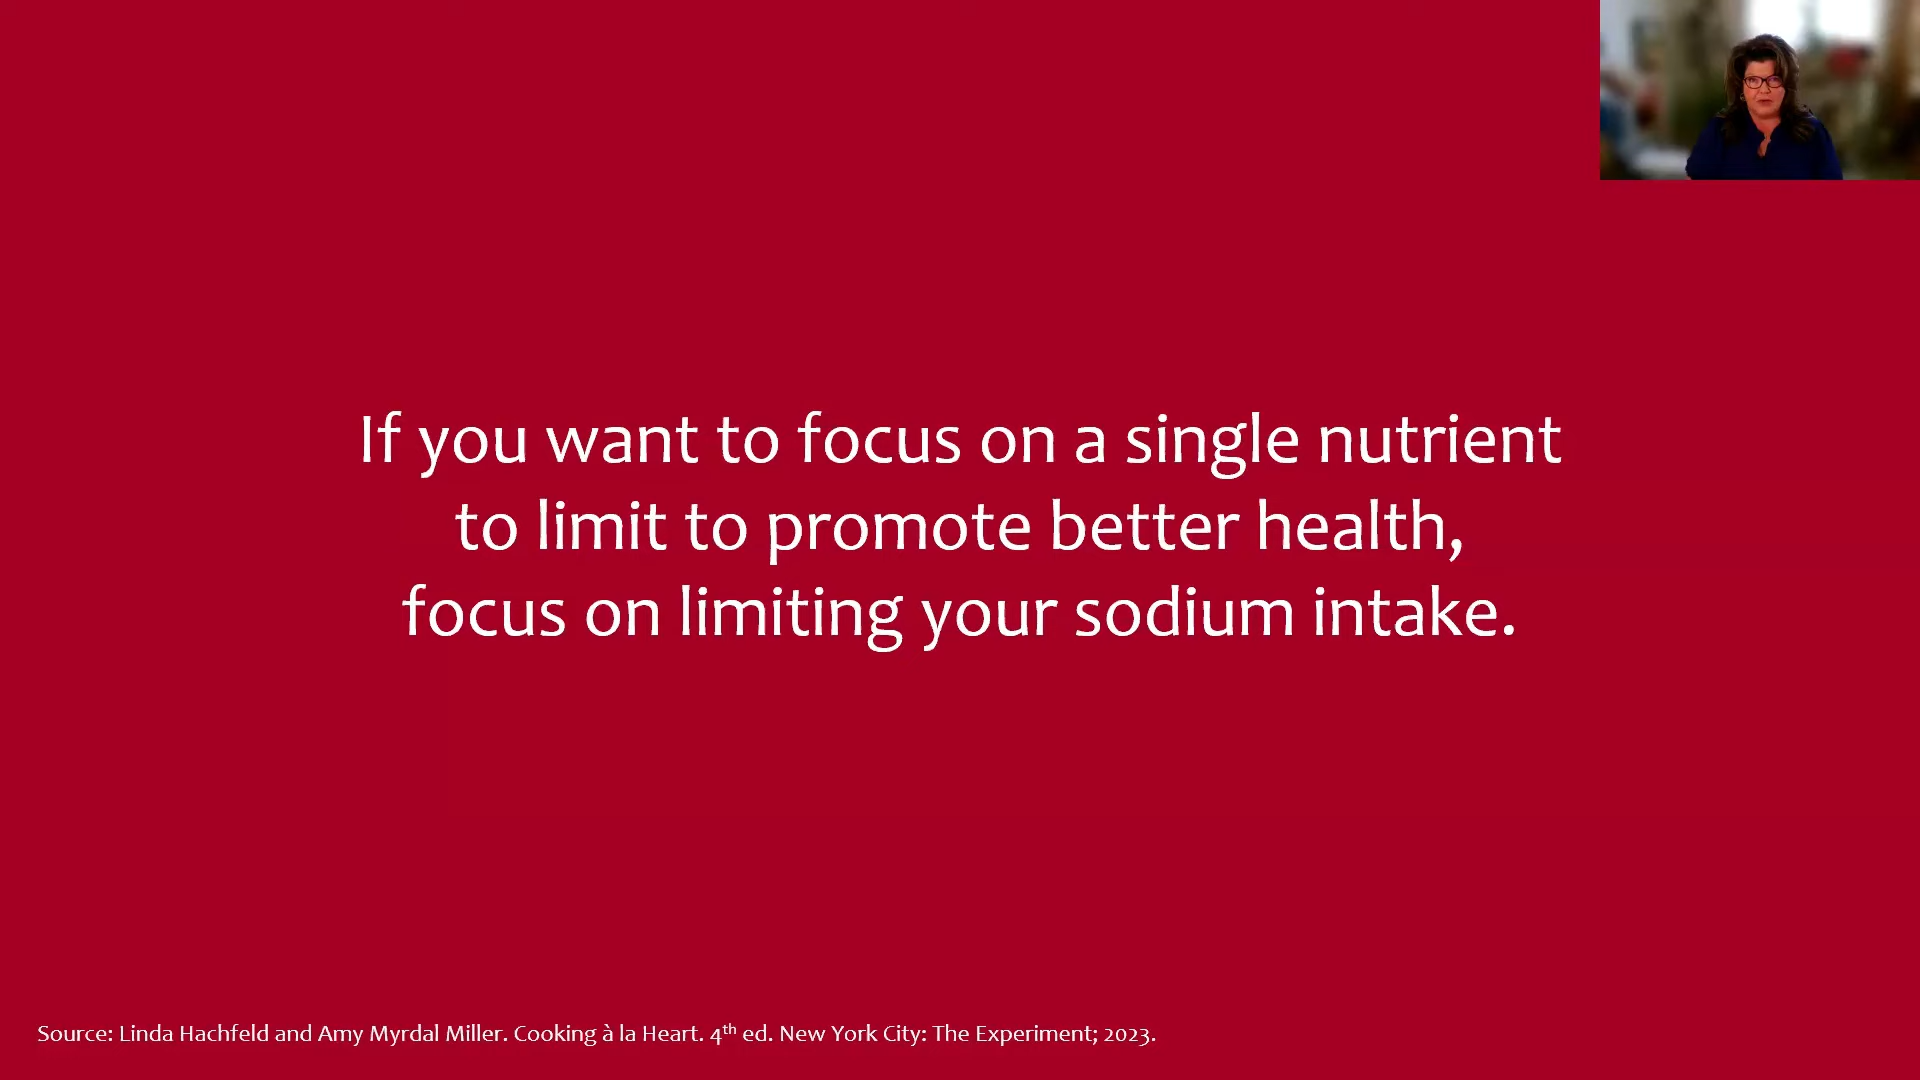 If you want to focus on a single nutrient
to limit to promote better health,
focus on limiting your sodium intake.
Source: Linda Hachfeld and Amy Myrdal Miller. Cooking à la Heart. 4th ed. New York City: The Experiment; 2023.